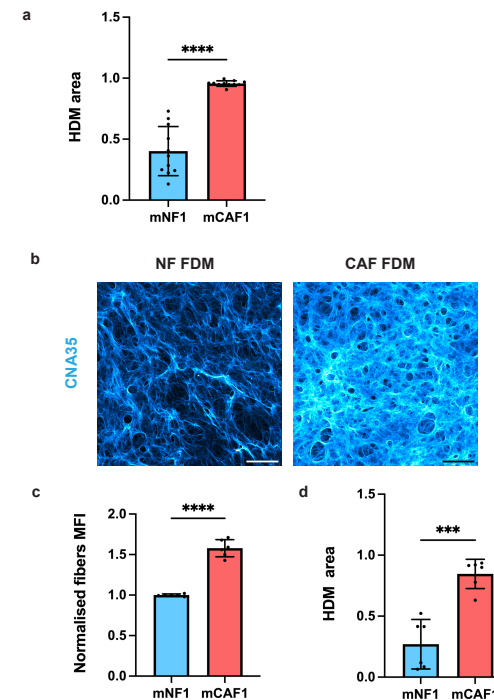 a
1.5
1.0
0.5
0.0
HDM area
****
mNF1 mCAF1
b
NF FDM CAF FDM
CNA35
c
2.0
1.5
1.0
0.5
0.0
Normalised fibers MFI
****
mNF1 mCAF1
d
1.5
1.0
0.5
0.0
HDM area
***
mNF1 mCAF1